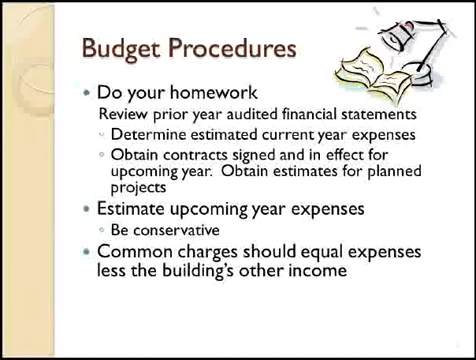 Budget Procedures
• Do your homework
Review prior year audited financial statements
◦ Determine estimated current year expenses
◦ Obtain contracts signed and in effect for
upcoming year. Obtain estimates for planned
projects
• Estimate upcoming year expenses
◦ Be conservative
• Common charges should equal expenses
less the building's other income